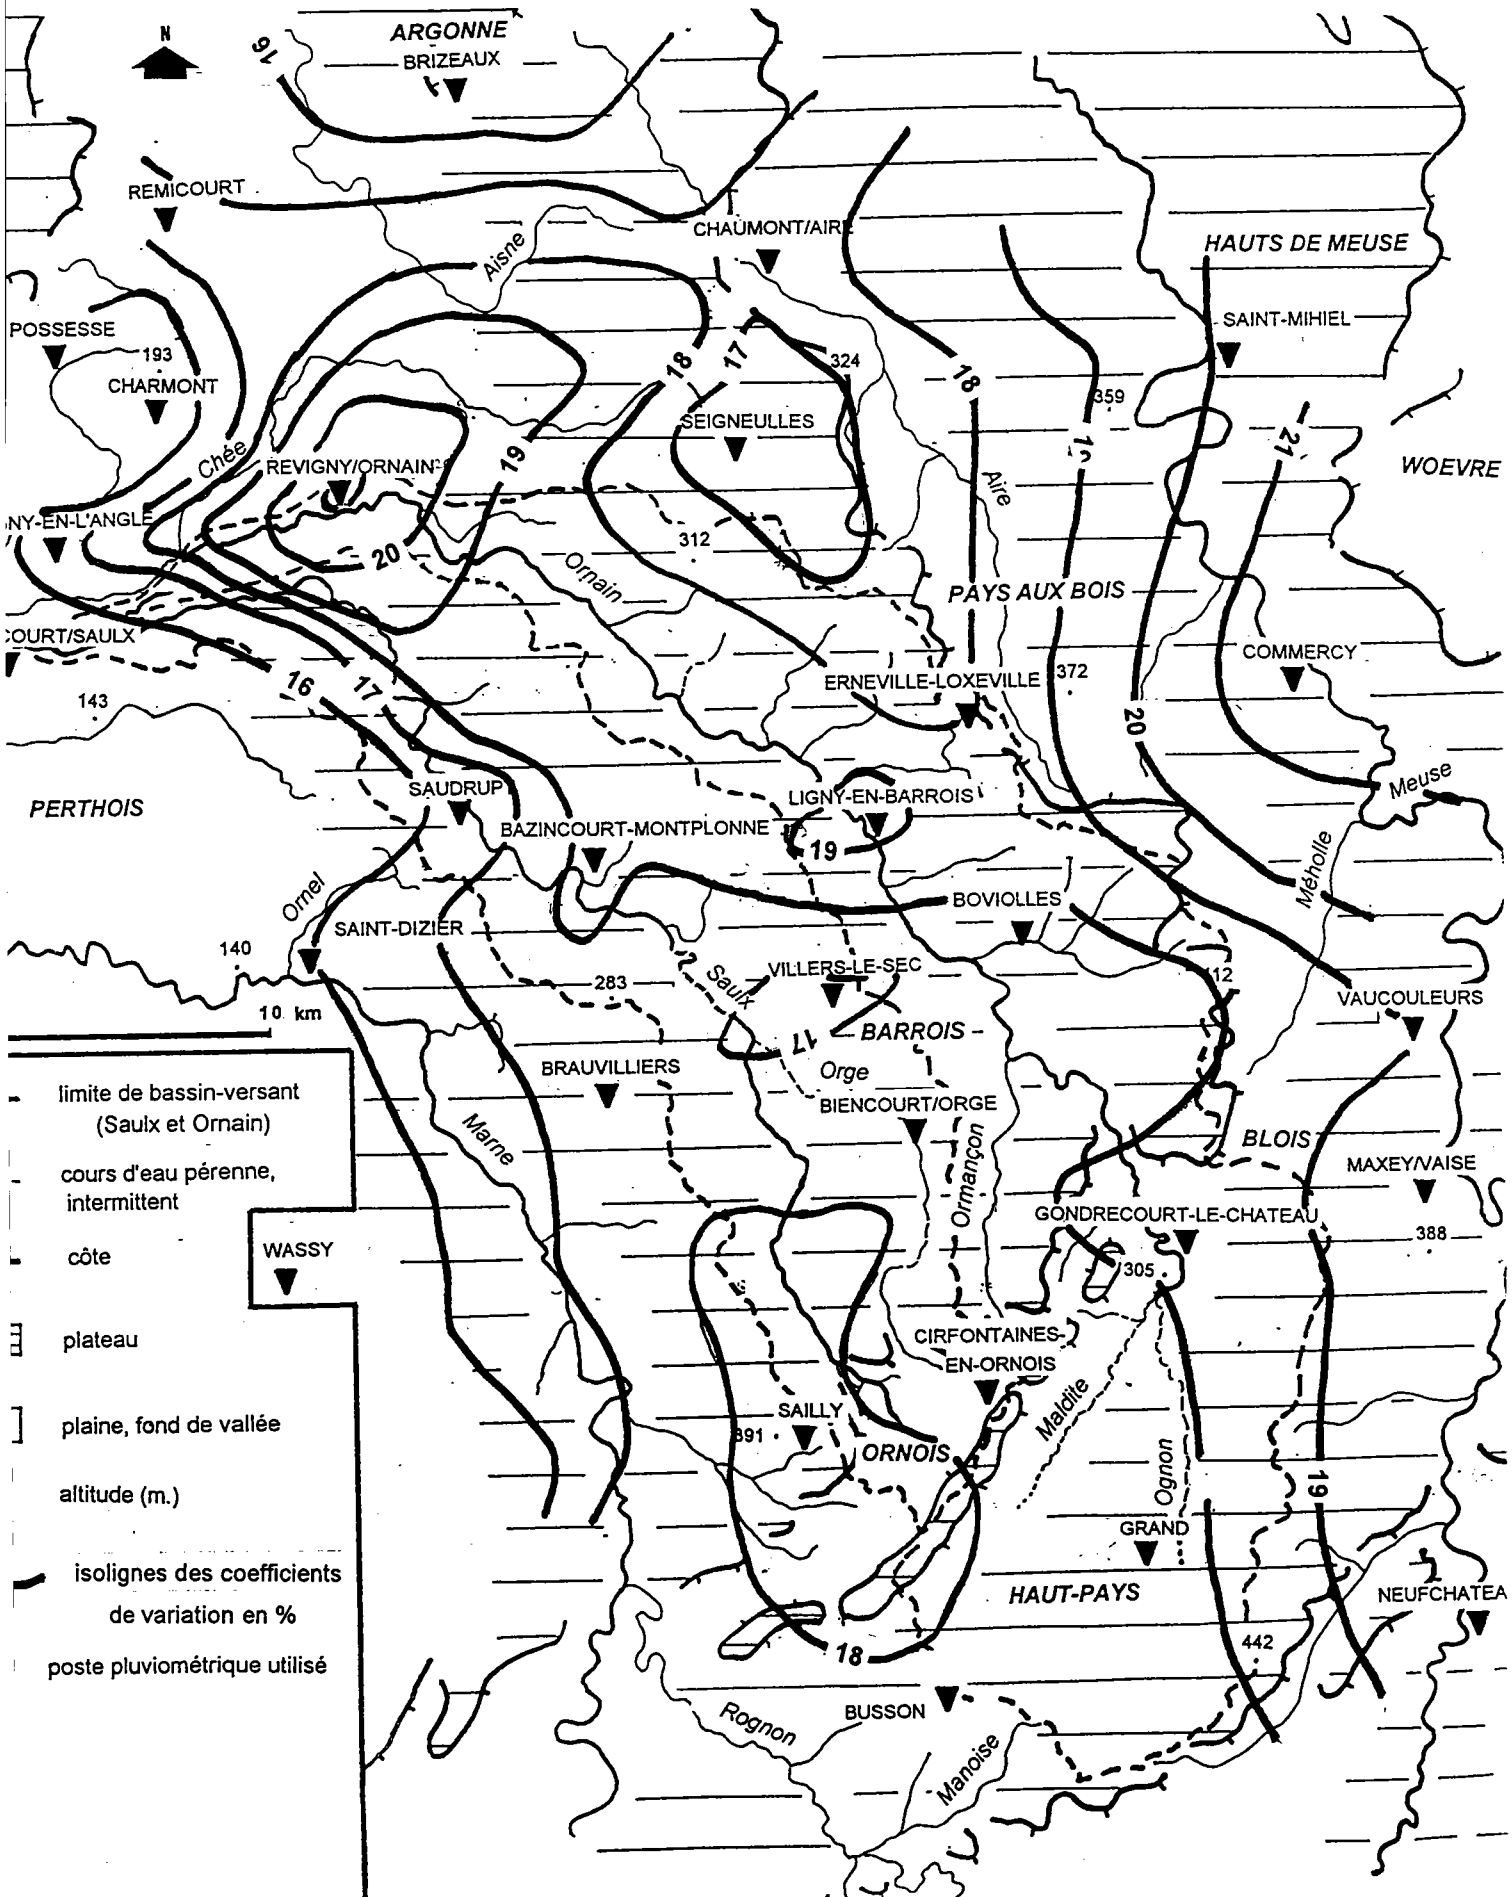 N
16
ARGONNE
BRIZEAUX
REMICOURT
CHAUMONT/AIRE
Aisne
HAUTS DE MEUSE
POSSESSE
193
CHARMONT
SAINT-MIHIEL
18
17
324
18
359
SEIGNEULLES
Chée
REVIGNY/ORNAIN
19
21
WOEVRE
Aire
NY-EN-L'ANGLE
20
312
Ornain
PAYS AUX BOIS
COURT/SAULX
COMMERCY
16
17
ERNEVILLE-LOXEVILLE
372
143
20
PERTHOIS
SAUDRUPT
LIGNY-EN-BARROIS
Meuse
BAZINCOURT-MONTPLONNE
19
Méholle
Ornel
BOVIOLLES
SAINT-DIZIER
140
283
Saulx
VILLERS-LE-SEC
VAUCOULEURS
10 km
17
BARROIS
BRAUVILLIERS
Orge
BIENCOURT/ORGE
limite de bassin-versant
(Saulx et Ornain)
Marne
Ormançon
BLOIS
MAXEY/VAISE
cours d'eau pérenne,
intermittent
GONDRECOURT-LE-CHATEAU
388
côte
WASSY
305
plateau
CIRFONTAINES-
EN-ORNOIS
Maldite
plaine, fond de vallée
SAILLY
391
ORNOIS
Ognon
altitude (m.)
19
GRAND
isolignes des coefficients
de variation en %
HAUT-PAYS
NEUFCHATEA
442
18
poste pluviométrique utilisé
BUSSON
Rognon
Manoise